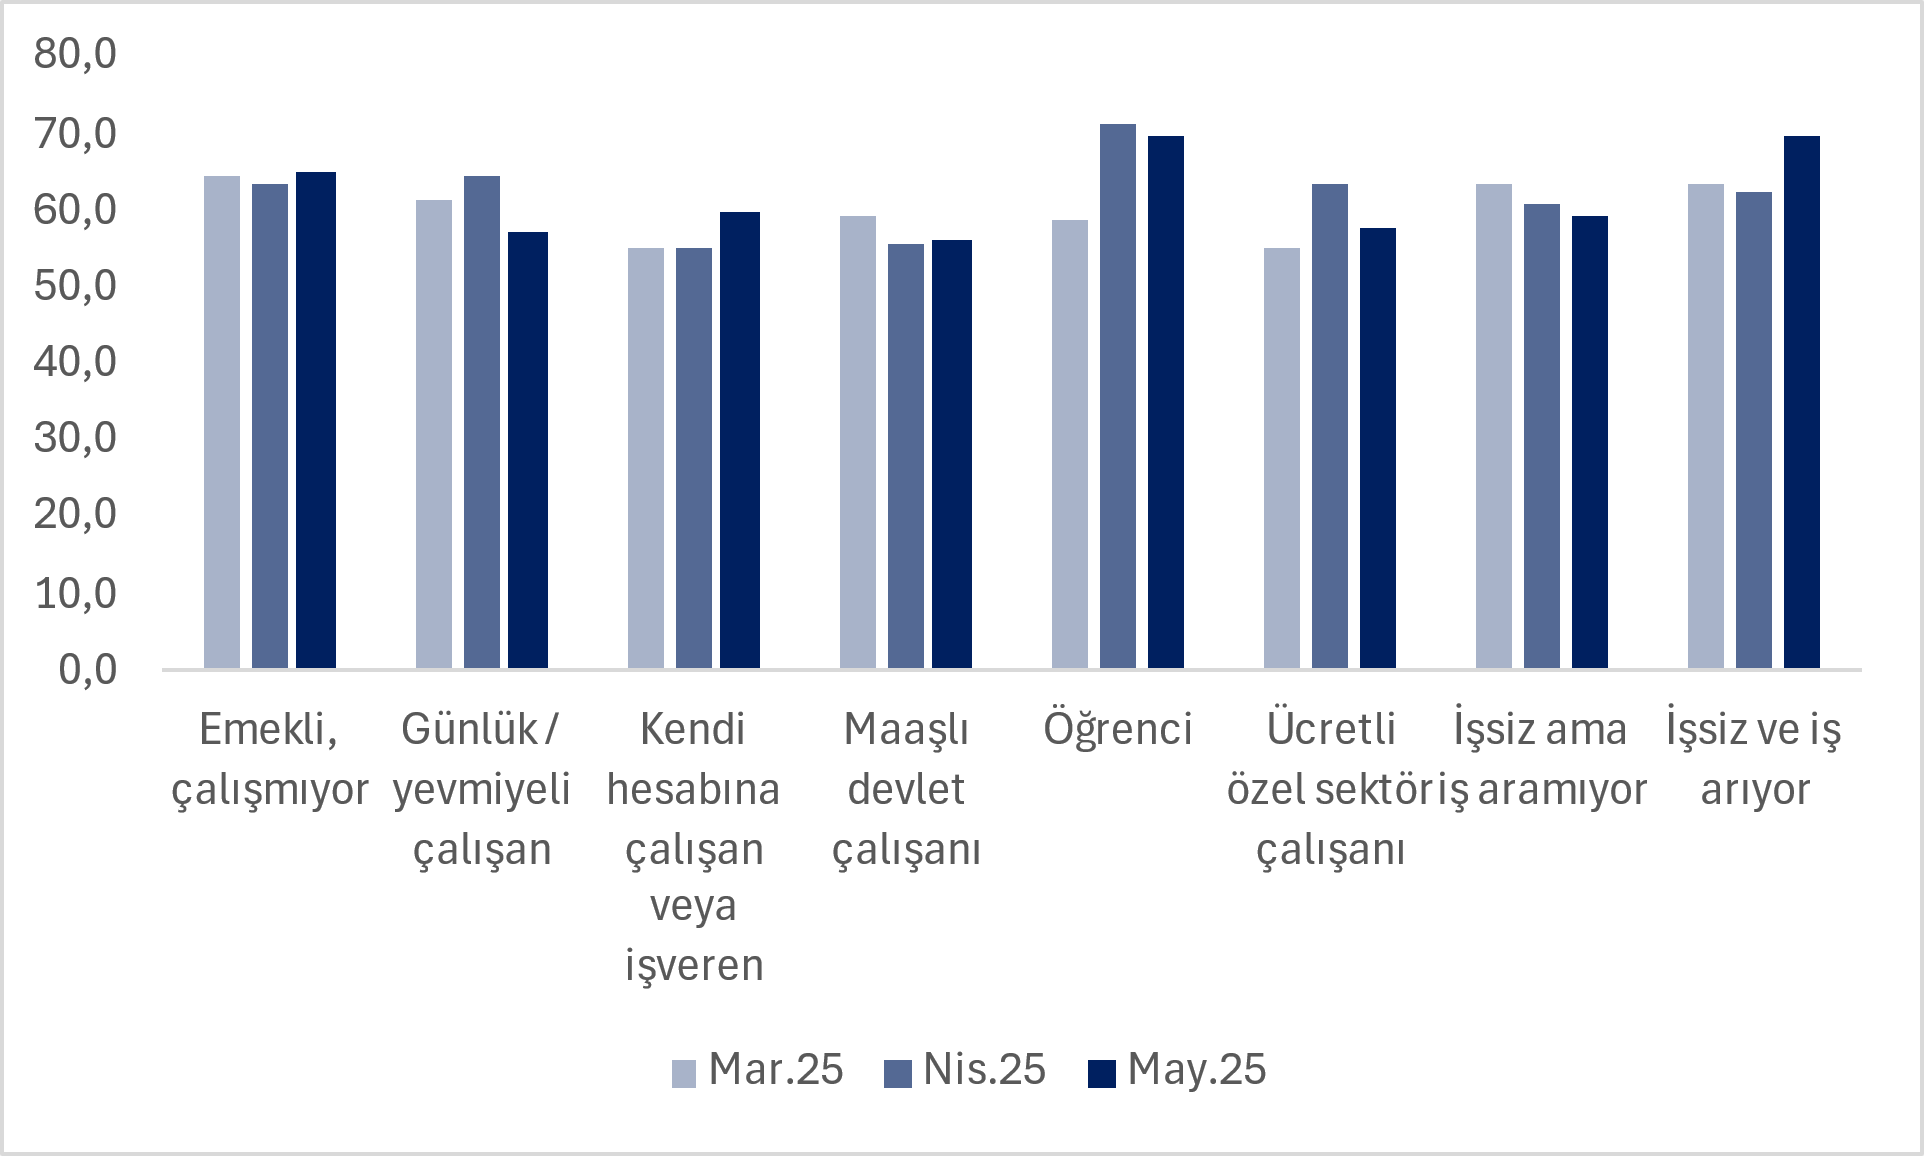 80,0
70,0
60,0
50,0
40,0
30,0
20,0
10,0
0,0
Emekli,
çalışmıyor
Günlük /
yevmiyeli
çalışan
Kendi
hesabına
çalışan
veya
işveren
Maaşlı
devlet
çalışanı
Öğrenci
Ücretli
özel sektör
çalışanı
İşsiz ama
iş aramıyor
İşsiz ve iş
arıyor
Mar.25
Nis.25
May.25